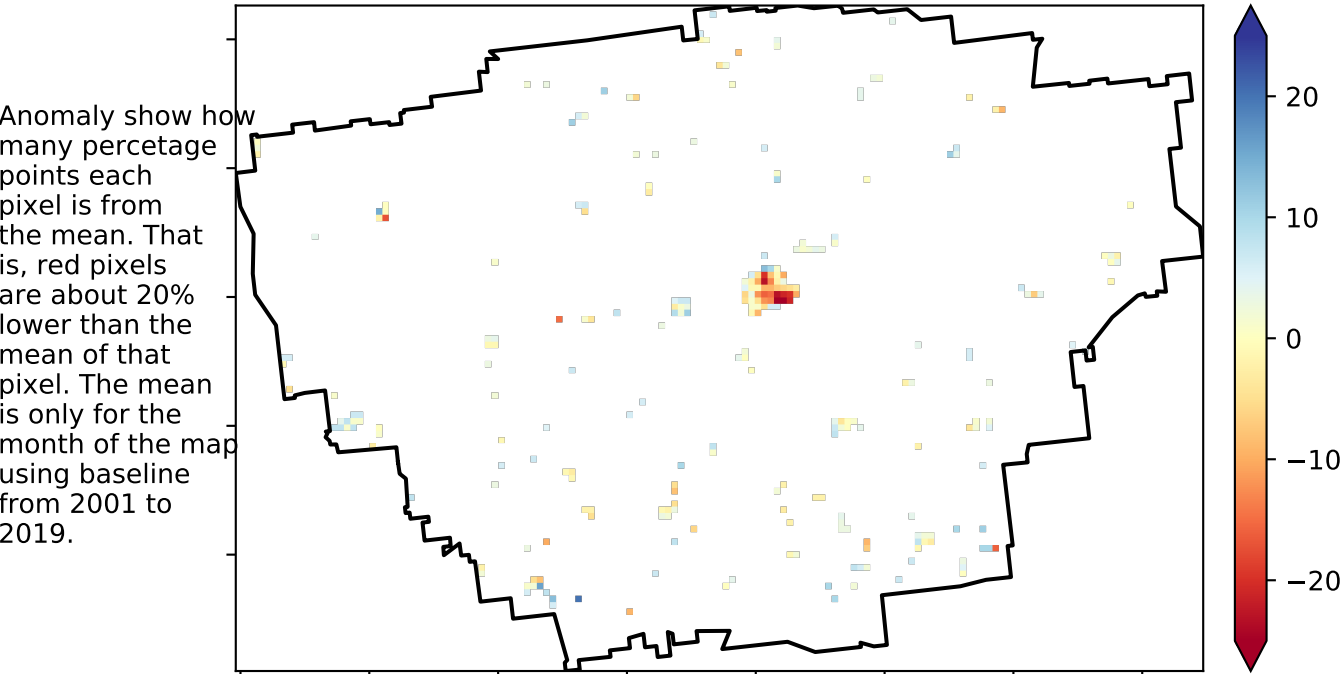 Anomaly show how
many percetage
points each
pixel is from
the mean. That
is, red pixels
are about 20%
lower than the
mean of that
pixel. The mean
is only for the
month of the map
using baseline
from 2001 to
2019.
20
10
0
−10
−20